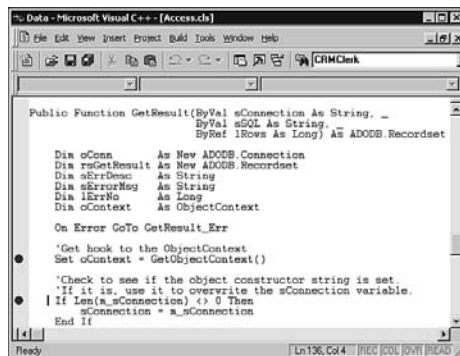 Data - Microsoft Visual C++ - [Access.cls]
File Edit View Insert Project Build Tools Window Help
CRMClerk
Public Function GetResult(ByVal sConnection As String, _
ByVal sSQL As String, _
ByRef lRows As Long) As ADODB.Recordset
Dim oConn As New ADODB.Connection
Dim rsGetResult As New ADODB.Recordset
Dim sErrDesc As String
Dim sErrorMsg As String
Dim lErrNo As Long
Dim oContext As ObjectContext
On Error GoTo GetResult_Err
'Get hook to the ObjectContext
Set oContext = GetObjectContext()
'Check to see if the object constructor string is set.
'If it is, use it to overwrite the sConnection variable.
If Len(m_sConnection) <> 0 Then
sConnection = m_sConnection
End If
Ready Ln 136, Col 4 REC COL OVR READ